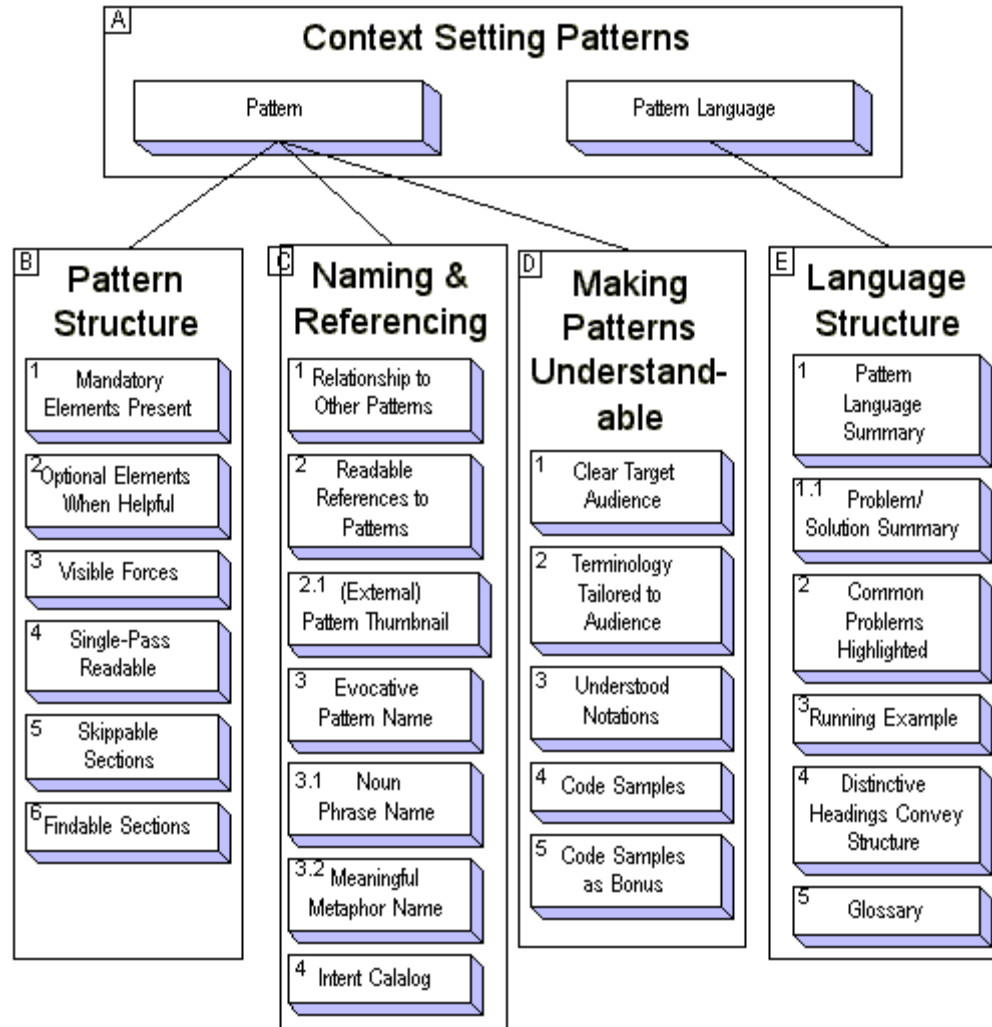 A
Context Setting Patterns
Pattern
Pattern Language
B
Pattern
Structure
1
Mandatory
Elements Present
2
Optional Elements
When Helpful
3
Visible Forces
4
Single-Pass
Readable
5
Skippable
Sections
6
Findable Sections
C
Naming &
Referencing
1
Relationship to
Other Patterns
2
Readable
References to
Patterns
2.1
(External)
Pattern Thumbnail
3
Evocative
Pattern Name
3.1
Noun
Phrase Name
3.2
Meaningful
Metaphor Name
4
Intent Calalog
D
Making
Patterns
Understand-
able
1
Clear Target
Audience
2
Terminology
Tailored to
Audience
3
Understood
Notations
4
Code Samples
5
Code Samples
as Bonus
E
Language
Structure
1
Pattern
Language
Summary
1.1
Problem/
Solution Summary
2
Common
Problems
Highlighted
3
Running Example
4
Distinctive
Headings Convey
Structure
5
Glossary